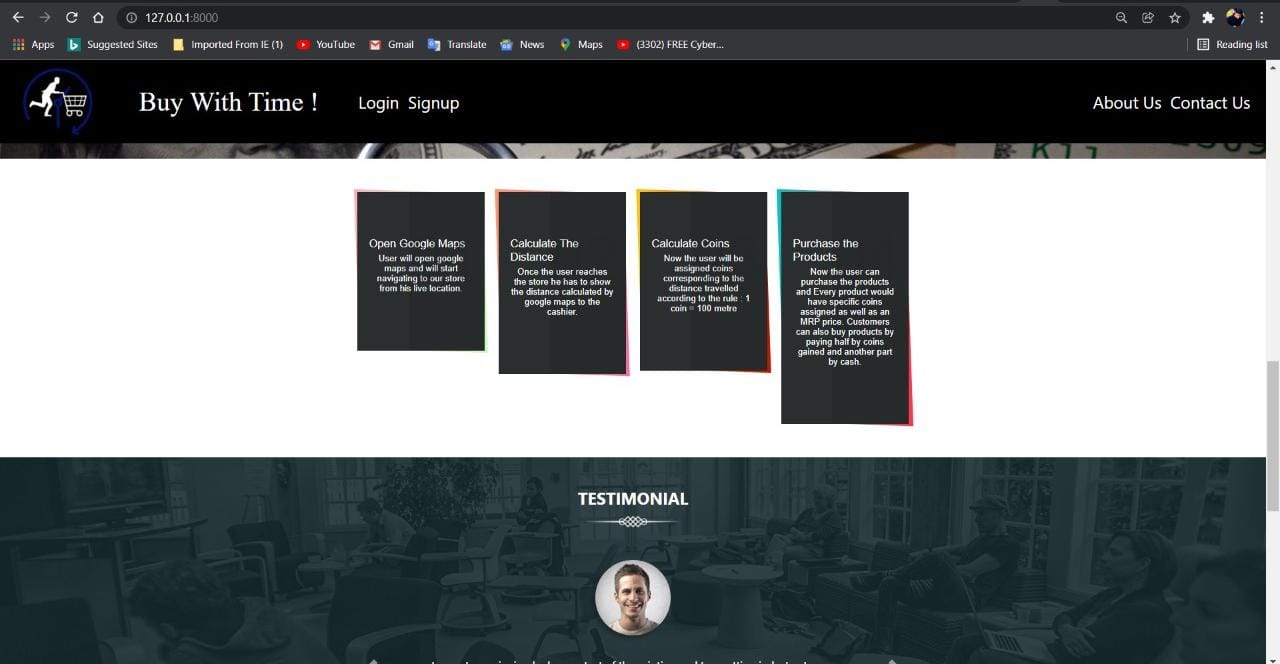 127.0.0.1:8000
Apps Suggested Sites Imported From IE (1) YouTube Gmail Translate News Maps (3302) FREE Cyber... Reading list
Buy With Time ! Login Signup About Us Contact Us
Open Google Maps
User will open google
maps and will start
navigating to our store
from his live location.
Calculate The
Distance
Once the user reaches
the store he has to show
the distance calculated by
google maps to the
cashier.
Calculate Coins
Now the user will be
assigned coins
corresponding to the
distance travelled
according to the rule : 1
coin = 100 metre
Purchase the
Products
Now the user can
purchase the products
and Every product would
have specific coins
assigned as well as an
MRP price. Customers
can also buy products by
paying half by coins
gained and another part
by cash.
TESTIMONIAL